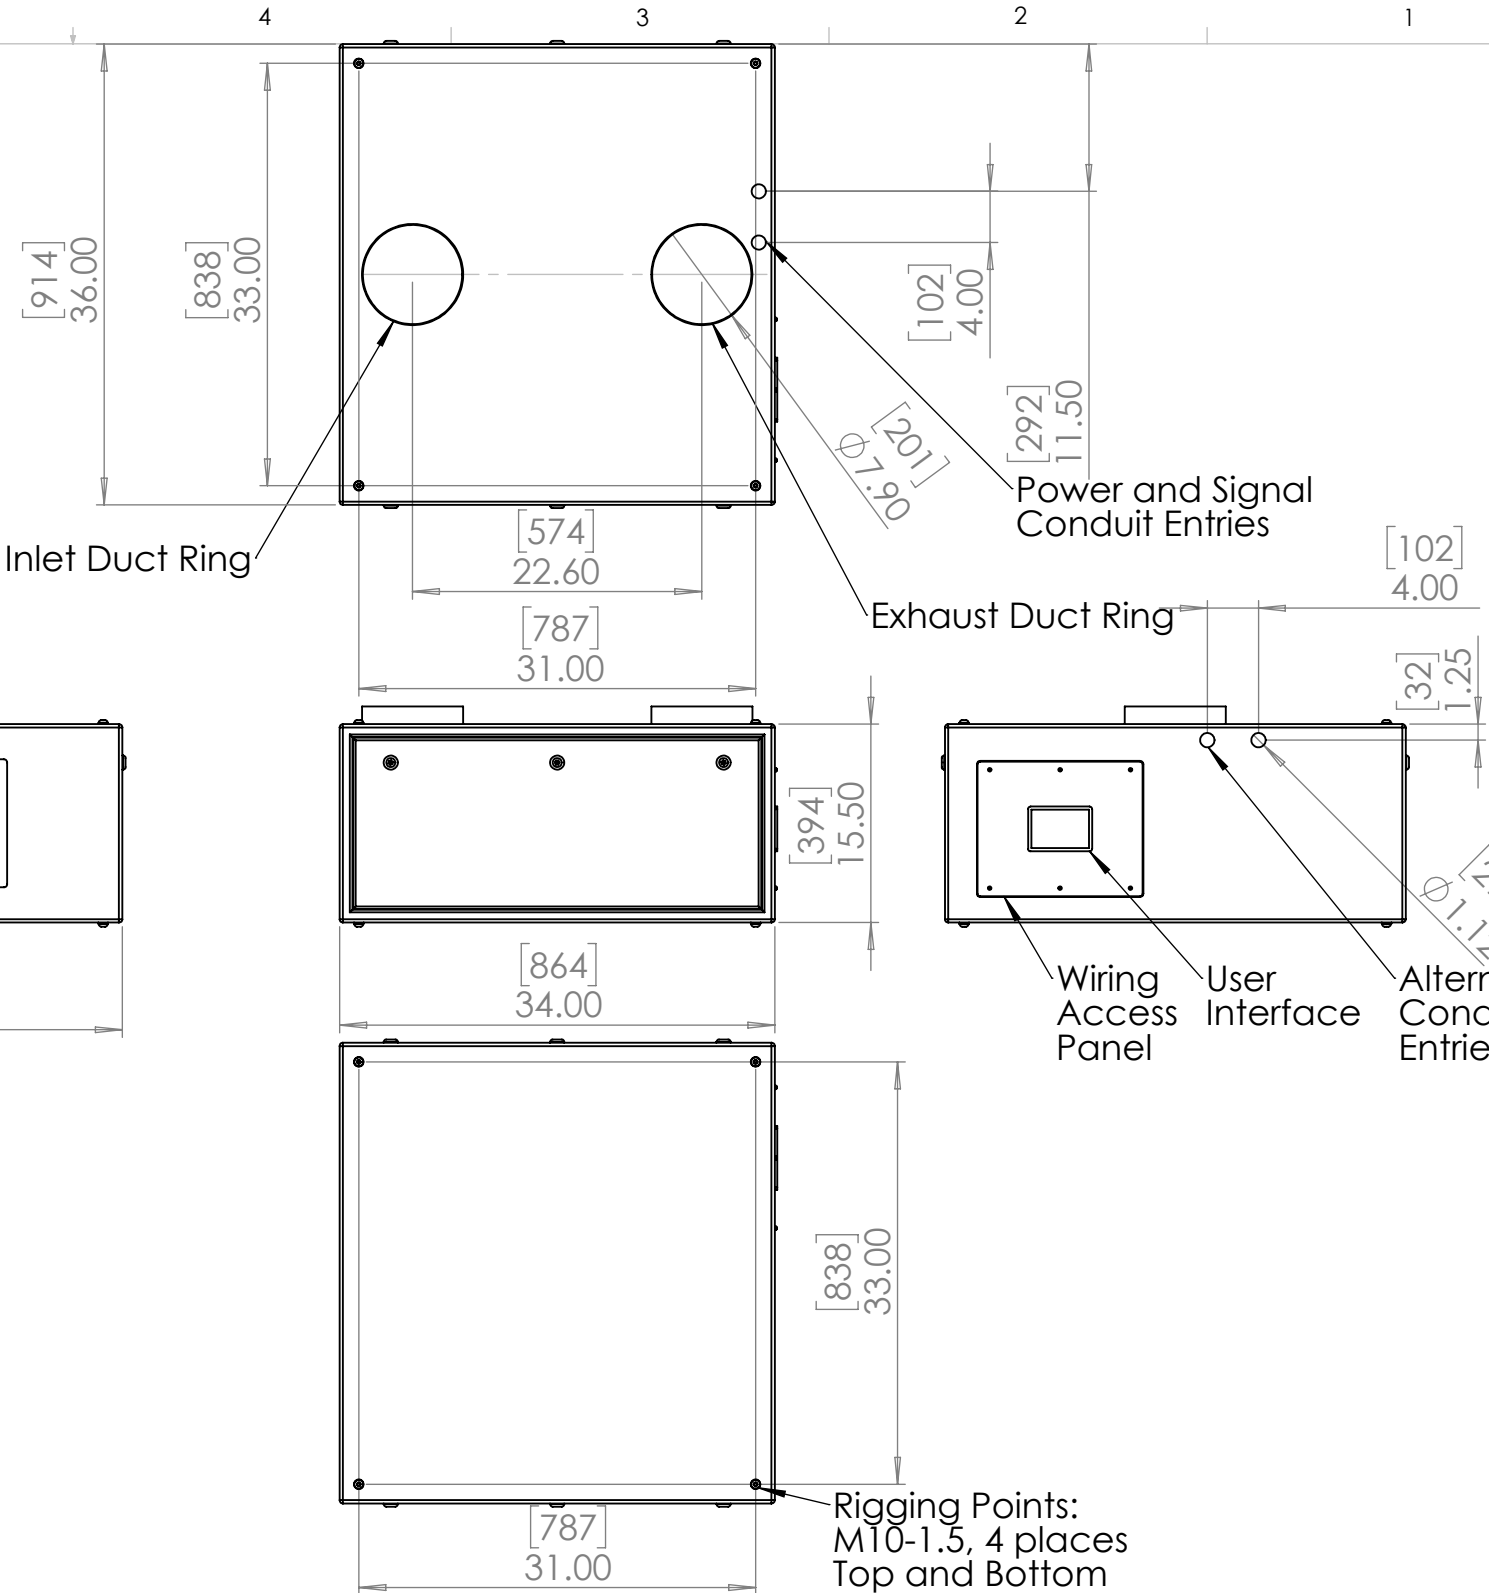 4
3
2
1
[914]
36.00
[838]
33.00
[102]
4.00
[292]
11.50
[201]
∅7.90
Power and Signal
Conduit Entries
Inlet Duct Ring
[574]
22.60
Exhaust Duct Ring
[787]
31.00
[102]
4.00
[32]
1.25
[394]
15.50
[864]
34.00
Wiring
Access
Panel
User
Interface
[838]
33.00
Rigging Points:
M10-1.5, 4 places
Top and Bottom
[787]
31.00